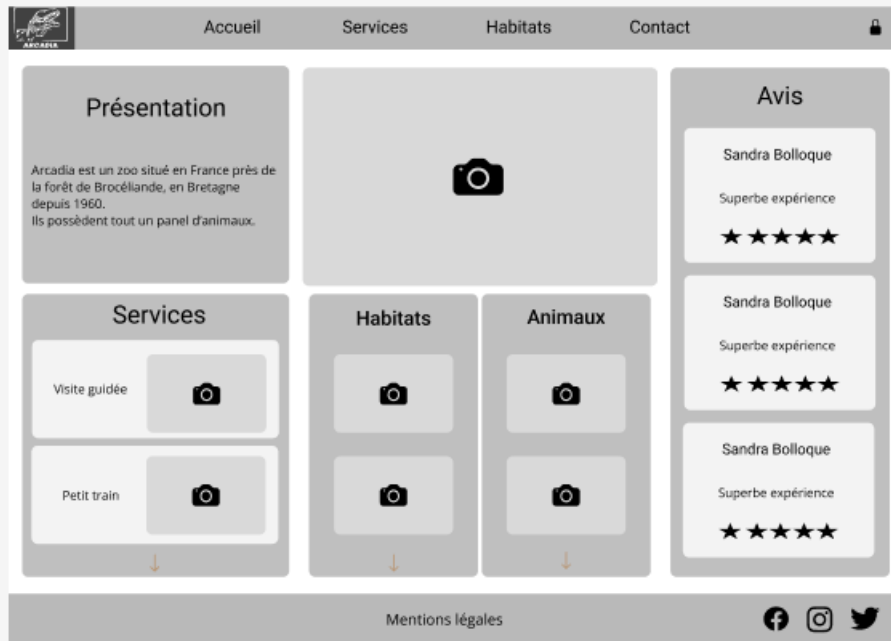 ARCADIA
Accueil
Services
Habitats
Contact
Présentation
Arcadia est un zoo situé en France près de
la forêt de Brocéliande, en Bretagne
depuis 1960.
Ils possèdent tout un panel d'animaux.
Services
Visite guidée
Petit train
Habitats
Animaux
Avis
Sandra Bolloque
Superbe expérience
Sandra Bolloque
Superbe expérience
Sandra Bolloque
Superbe expérience
Mentions légales